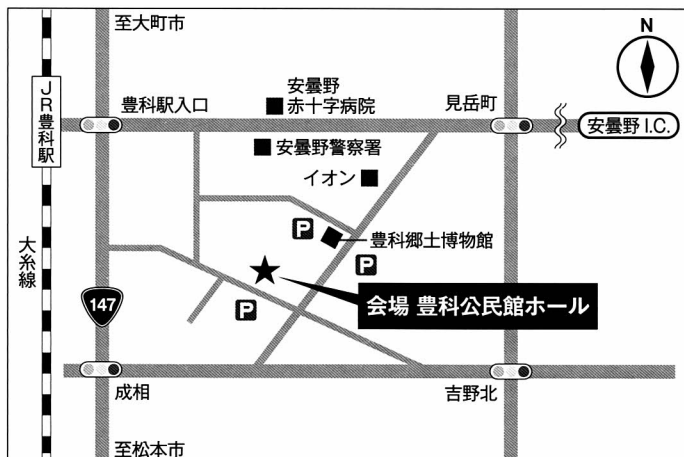 至大町市
N
JR豊科駅
豊科駅入口
安曇野
赤十字病院
見岳町
安曇野 I.C.
安曇野警察署
イオン
P
豊科郷土博物館
P
大糸線
147
P
会場 豊科公民館ホール
成相
吉野北
至松本市